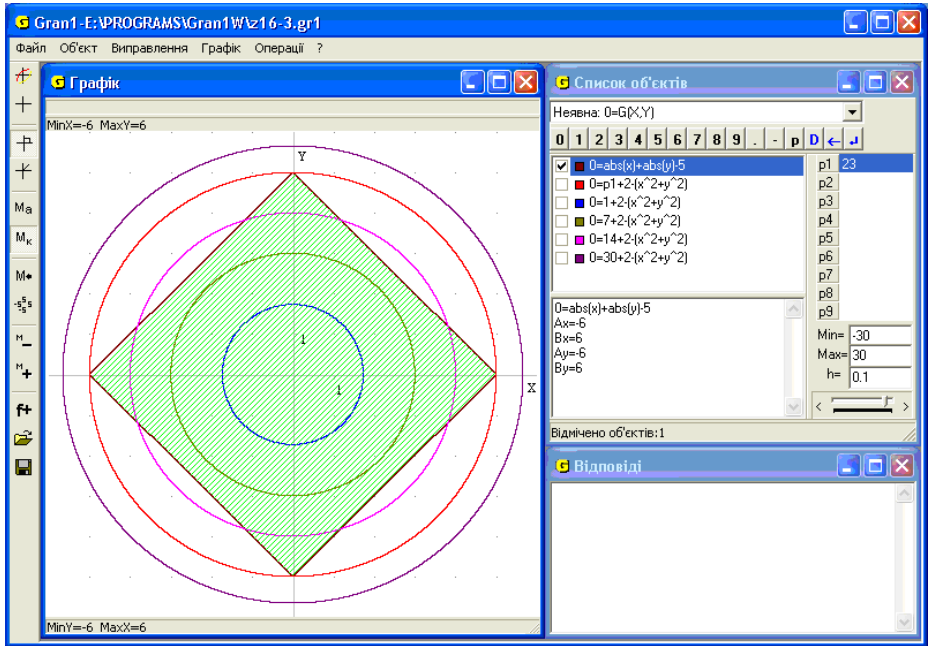 Gran1-E:\PROGRAMS\Gran1W\z16-3.gr1
Файл Об'єкт Виправлення Графік Операції ?
Ma
Mк
M
-s s s
M
M
f+
Графік
MinX=-6 MaxY=6
Y
1
1
X
MinY=-6 MaxX=6
Список об'єктів
Неявна: 0=G(X,Y)
0 1 2 3 4 5 6 7 8 9 . - p D
0=abs(x)+abs(y)-5
0=p1+2-(x^2+y^2)
0=1+2-(x^2+y^2)
0=7+2-(x^2+y^2)
0=14+2-(x^2+y^2)
0=30+2-(x^2+y^2)
p1 23
p2
p3
p4
p5
p6
p7
p8
p9
Min= -30
Max= 30
h= 0.1
0=abs(x)+abs(y)-5
Ax=-6
Bx=6
Ay=-6
By=6
Відмічено об'єктів:1
Відповіді